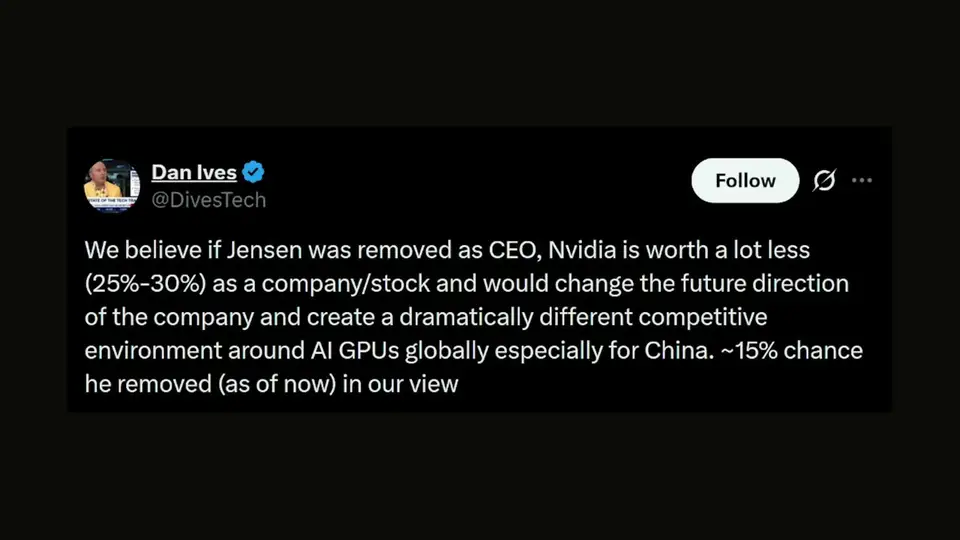 Dan Ives
@DivesTech
Follow
We believe if Jensen was removed as CEO, Nvidia is worth a lot less
(25%-30%) as a company/stock and would change the future direction
of the company and create a dramatically different competitive
environment around AI GPUs globally especially for China. ~15% chance
he removed (as of now) in our view